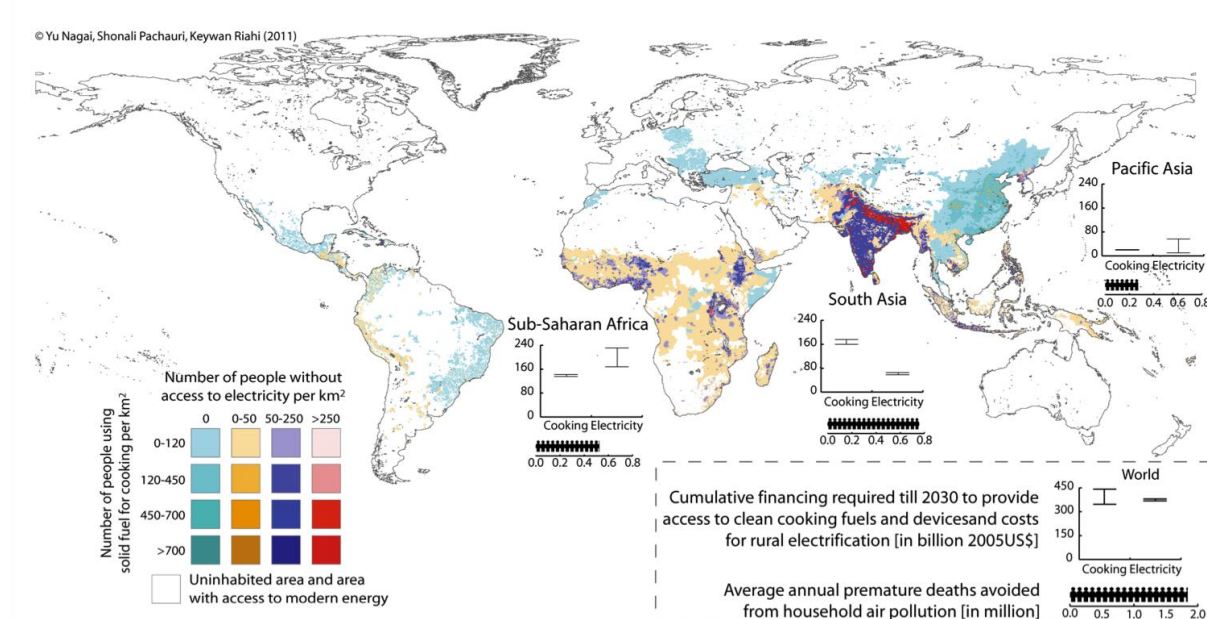 © Yu Nagai, Shonali Pachauri, Keywan Riahi (2011)
Pacific Asia
240
160
80
0
Cooking Electricity
0.0 0.2 0.4 0.6 0.8
South Asia
240
160
80
0
Cooking Electricity
0.0 0.2 0.4 0.6 0.8
Sub-Saharan Africa
240
160
80
0
Cooking Electricity
0.0 0.2 0.4 0.6 0.8
Number of people without
access to electricity per km²
0 0-50 50-250 >250
Number of people using
solid fuel for cooking per km²
0-120
120-450
450-700
>700
Uninhabited area and area
with access to modern energy
World
Cumulative financing required till 2030 to provide
access to clean cooking fuels and devicesand costs
for rural electrification [in billion 2005US$]
450
300
150
0
Cooking Electricity
Average annual premature deaths avoided
from household air pollution [in million]
0.0 0.5 1.0 1.5 2.0